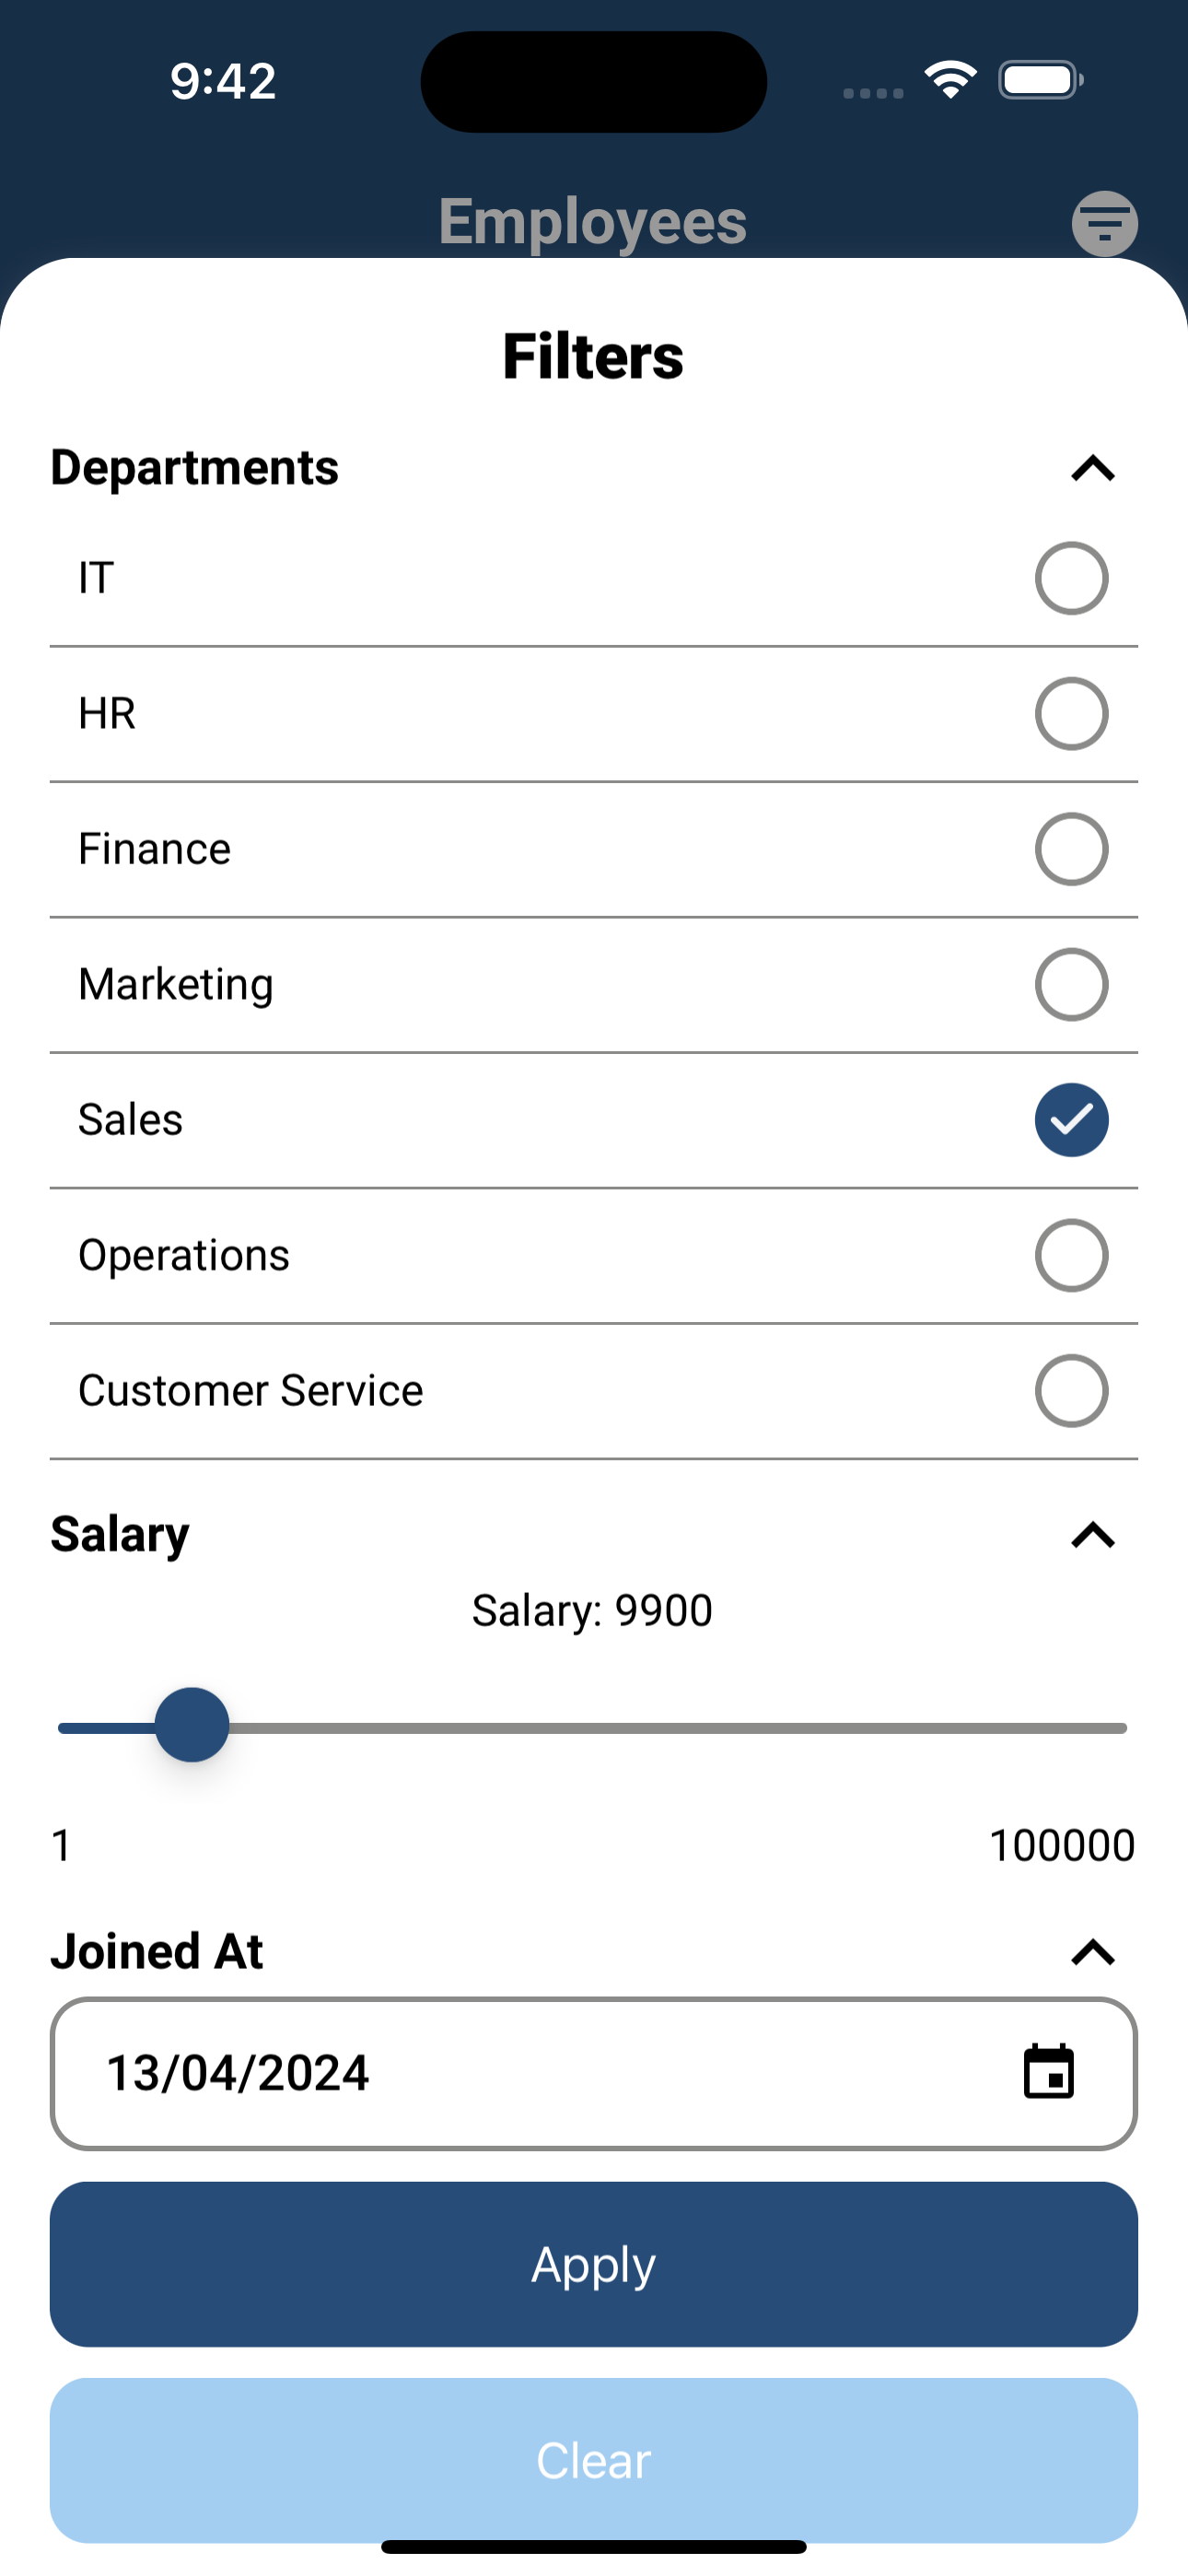 9:42
Employees
Filters
Departments
IT
HR
Finance
Marketing
Sales
Operations
Customer Service
Salary
Salary: 9900
1 100000
Joined At
13/04/2024
Apply
Clear